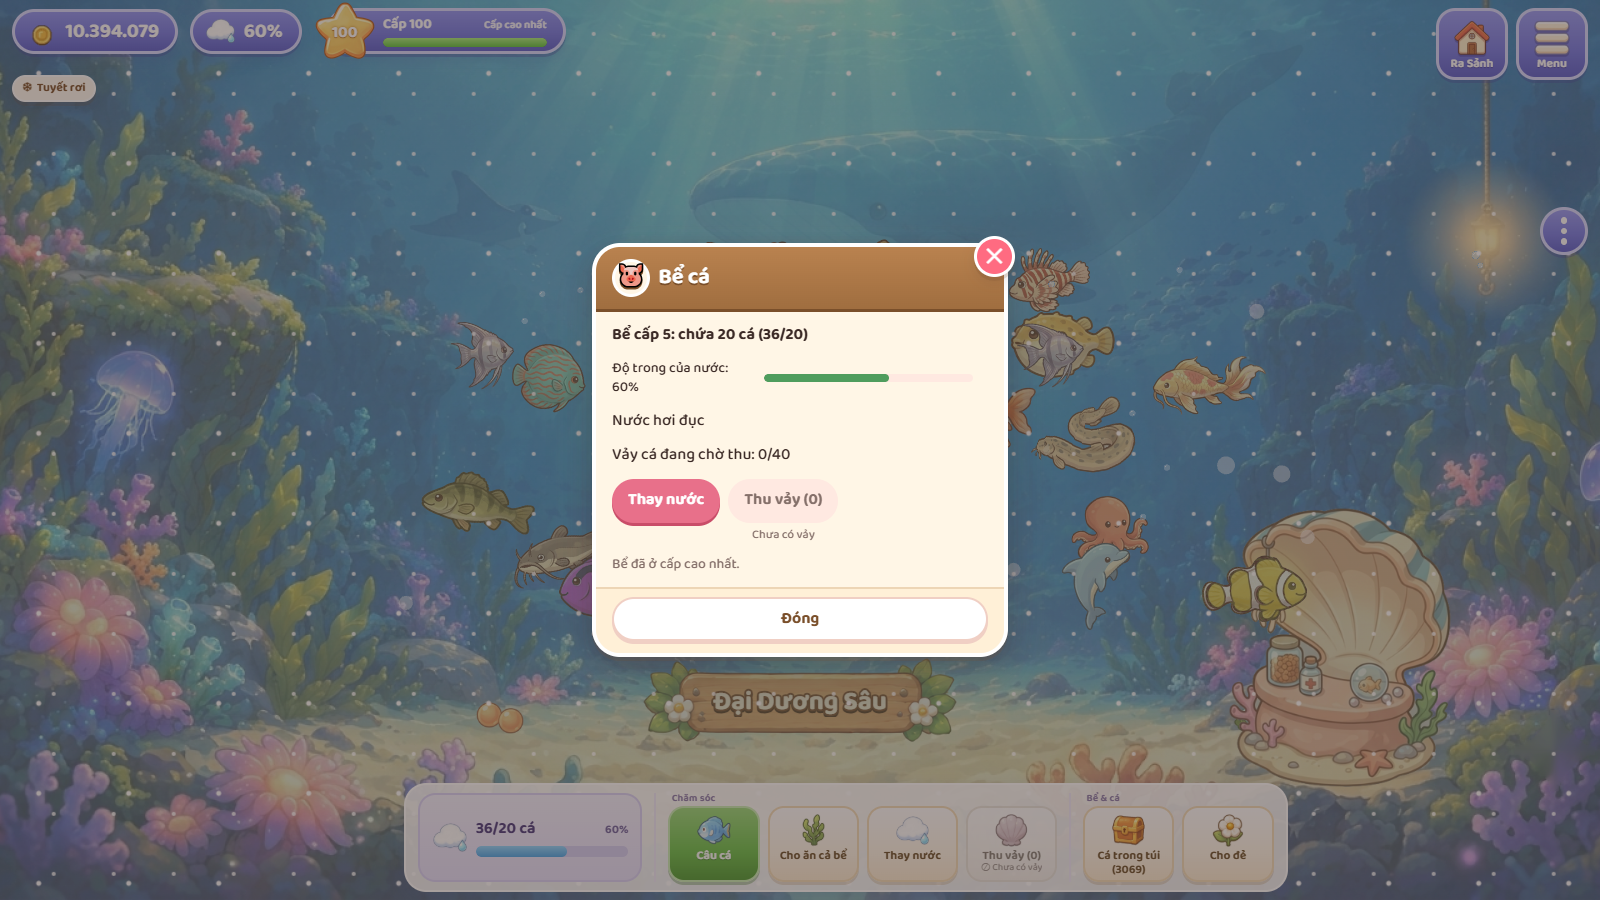 10.394.079
60%
100
Cấp 100
Cấp cao nhất
Ra Sảnh
Menu
Tuyết rơi
Bể cá
Bể cấp 5: chứa 20 cá (36/20)
Độ trong của nước:
60%
Nước hơi đục
Vảy cá đang chờ thu: 0/40
Thay nước
Thu vảy (0)
Chưa có vảy
Bể đã ở cấp cao nhất.
Đóng
Đại Dương Sâu
36/20 cá
60%
Chăm sóc
Câu cá
Cho ăn cả bể
Thay nước
Thu vảy (0)
Chưa có vảy
Bể & cá
Cá trong túi
(3069)
Cho đẻ